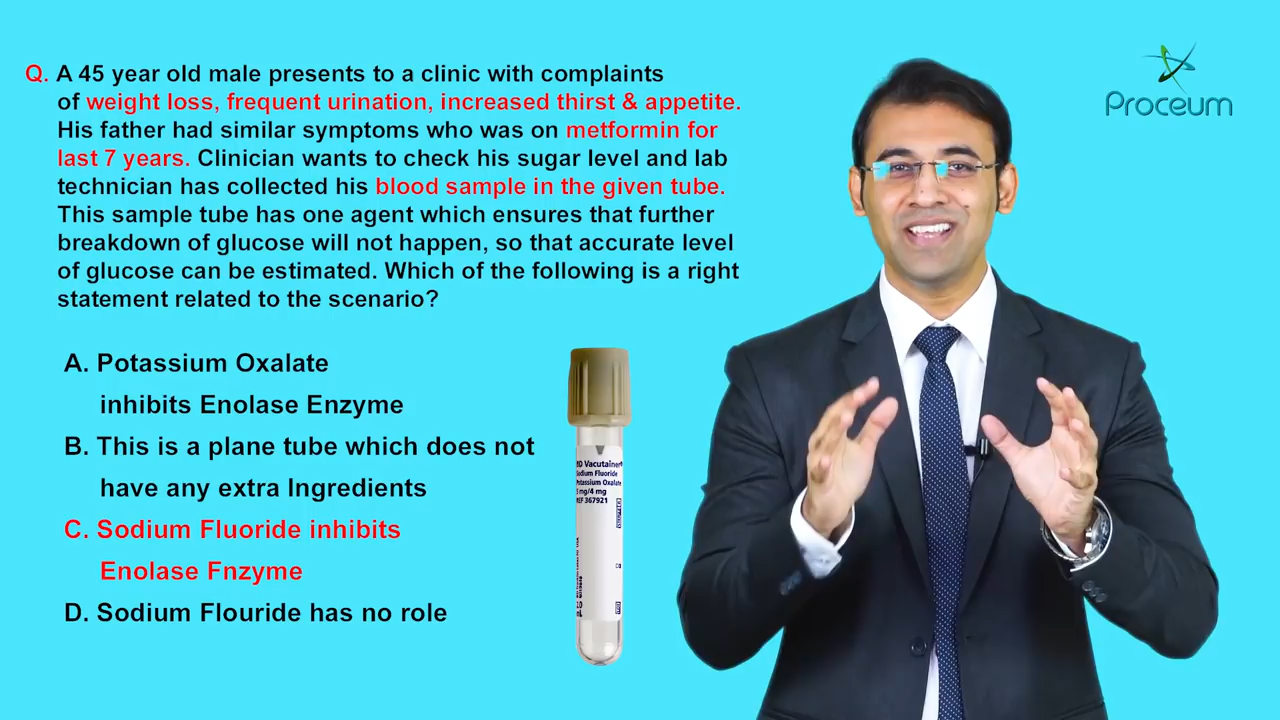 Q. A 45 year old male presents to a clinic with complaints
of weight loss, frequent urination, increased thirst & appetite.
His father had similar symptoms who was on metformin for
last 7 years. Clinician wants to check his sugar level and lab
technician has collected his blood sample in the given tube.
This sample tube has one agent which ensures that further
breakdown of glucose will not happen, so that accurate level
of glucose can be estimated. Which of the following is a right
statement related to the scenario?
A. Potassium Oxalate
inhibits Enolase Enzyme
B. This is a plane tube which does not
have any extra Ingredients
C. Sodium Fluoride inhibits
Enolase Fnzyme
D. Sodium Flouride has no role
BD Vacutainer®
Sodium Fluoride
Potassium Oxalate
mg/4 mg
REF 367921
Proceum